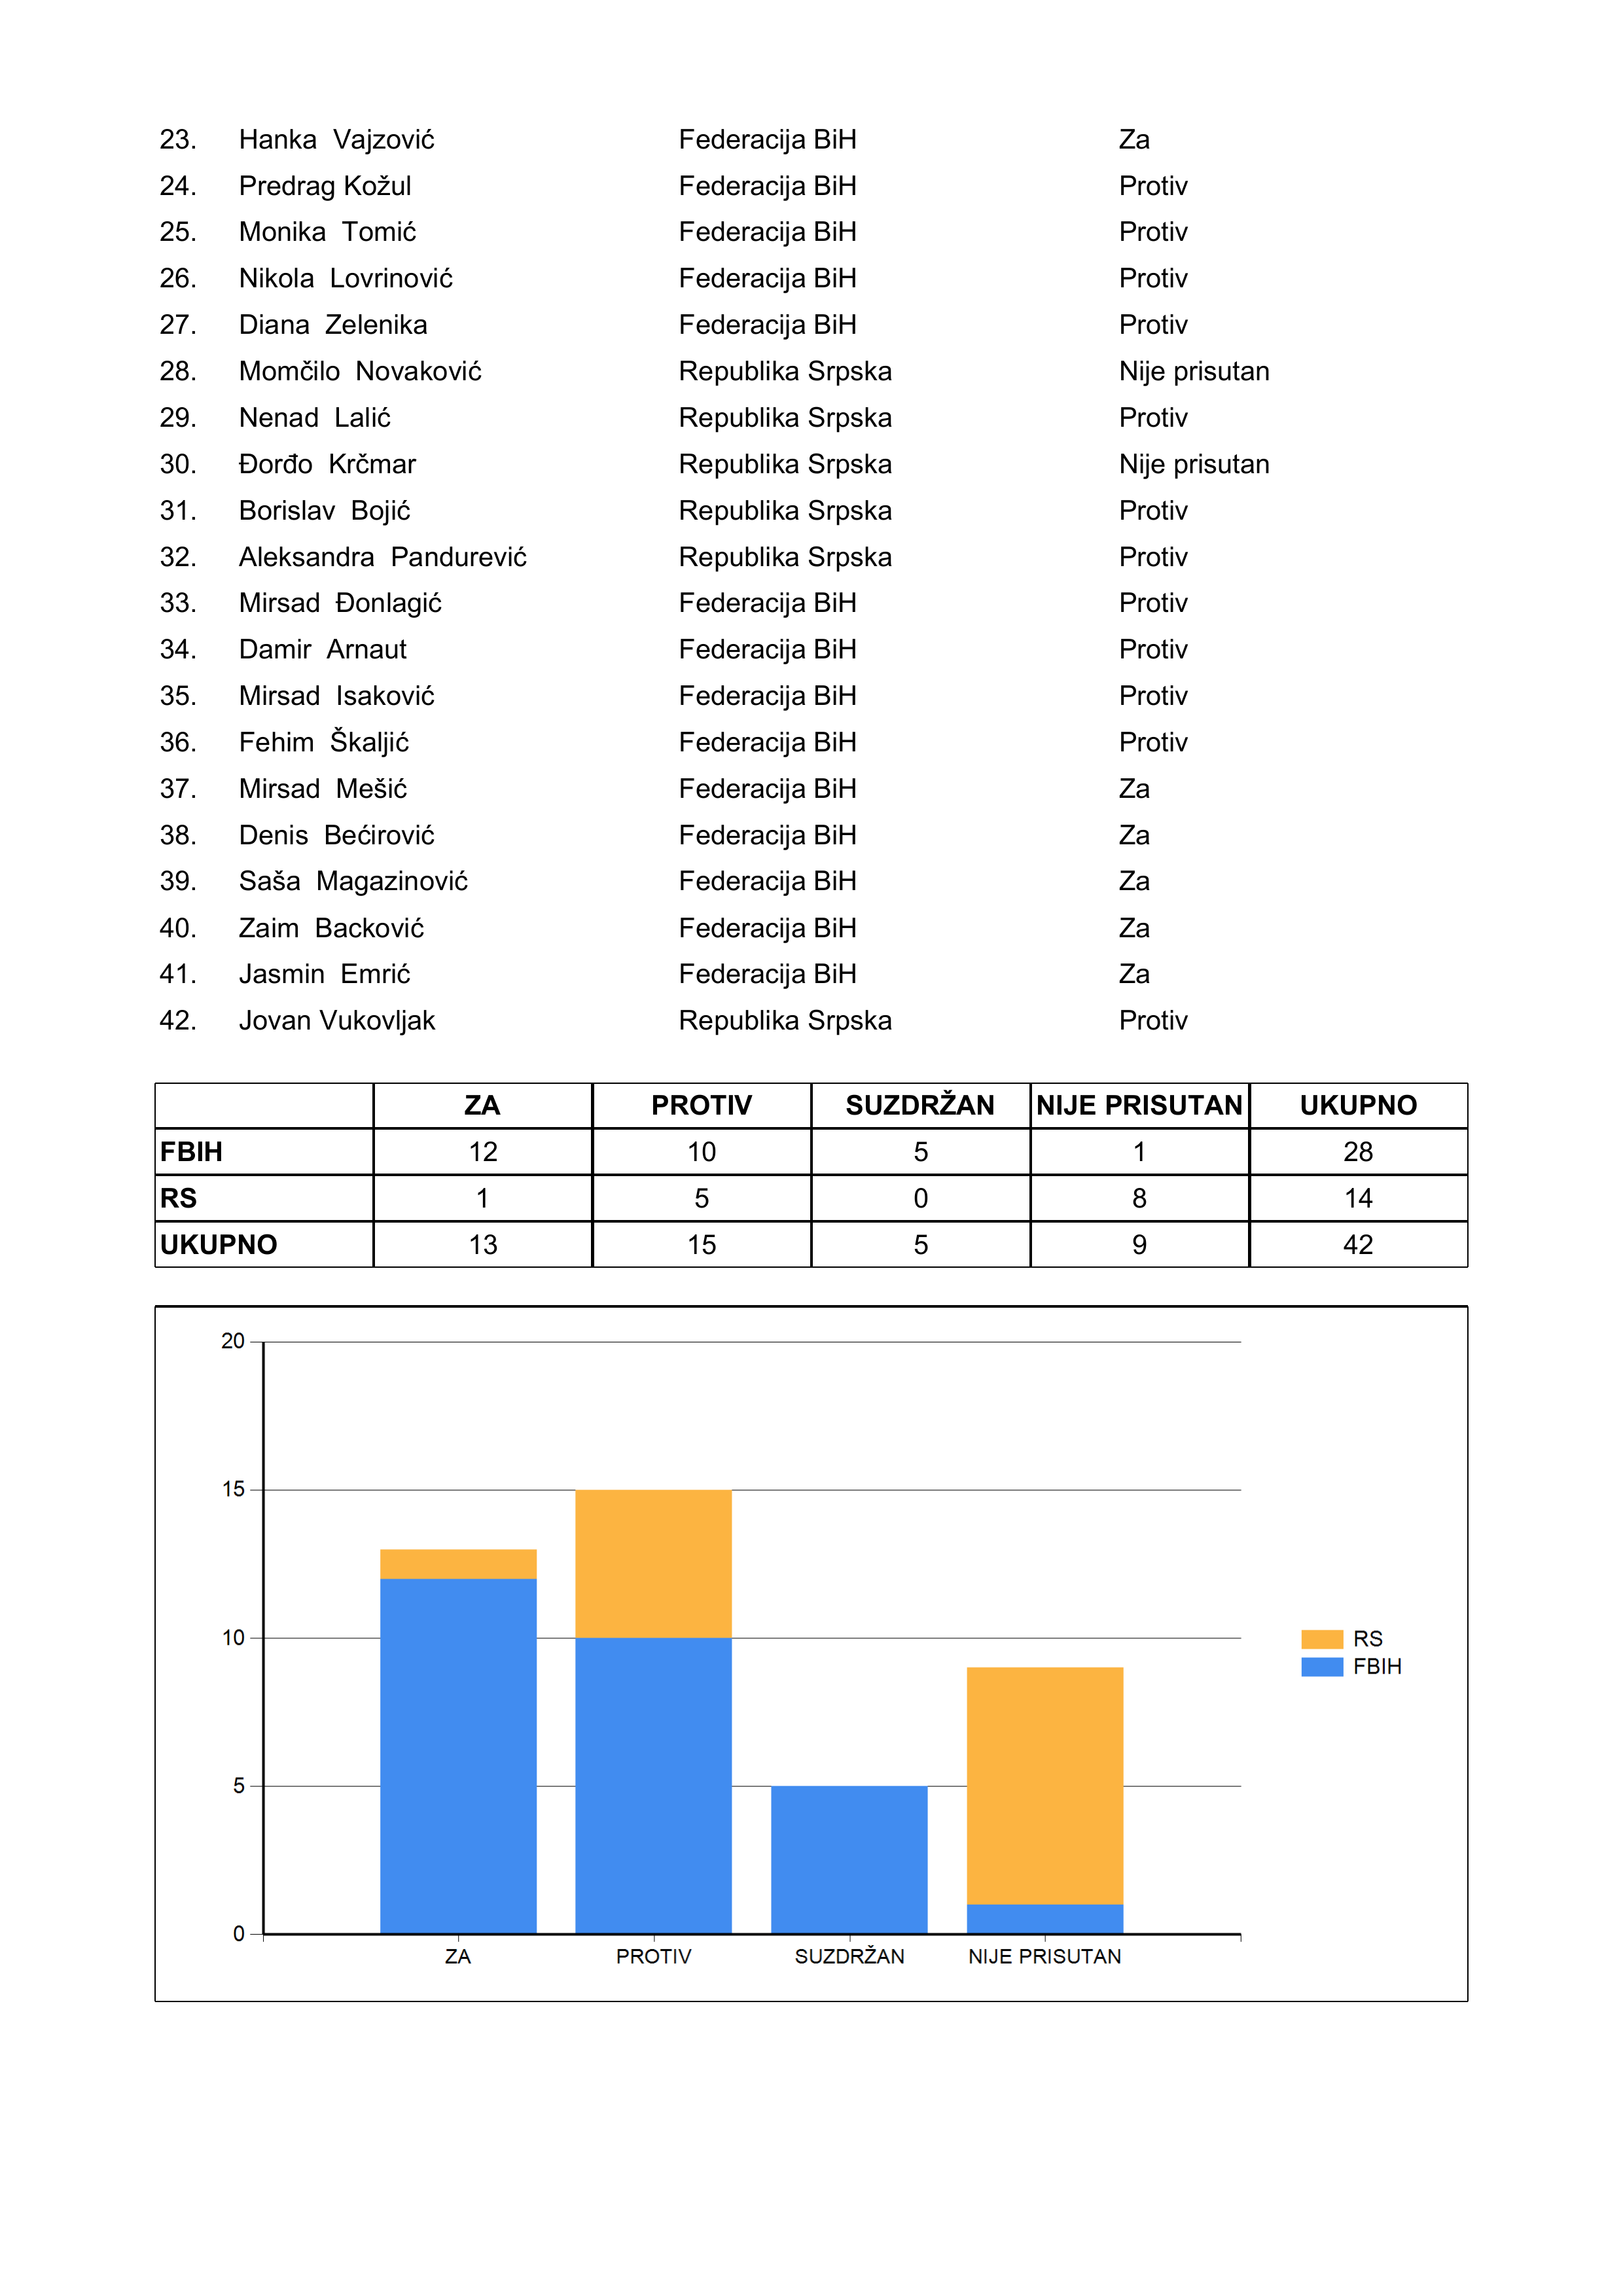 23. Hanka Vajzović Federacija BiH Za
24. Predrag Kožul Federacija BiH Protiv
25. Monika Tomić Federacija BiH Protiv
26. Nikola Lovrinović Federacija BiH Protiv
27. Diana Zelenika Federacija BiH Protiv
28. Momčilo Novaković Republika Srpska Nije prisutan
29. Nenad Lalić Republika Srpska Protiv
30. Đorđo Krčmar Republika Srpska Nije prisutan
31. Borislav Bojić Republika Srpska Protiv
32. Aleksandra Pandurević Republika Srpska Protiv
33. Mirsad Đonlagić Federacija BiH Protiv
34. Damir Arnaut Federacija BiH Protiv
35. Mirsad Isaković Federacija BiH Protiv
36. Fehim Škaljić Federacija BiH Protiv
37. Mirsad Mešić Federacija BiH Za
38. Denis Bećirović Federacija BiH Za
39. Saša Magazinović Federacija BiH Za
40. Zaim Backović Federacija BiH Za
41. Jasmin Emrić Federacija BiH Za
42. Jovan Vukovljak Republika Srpska Protiv
ZA PROTIV SUZDRŽAN NIJE PRISUTAN UKUPNO
FBIH 12 10 5 1 28
RS 1 5 0 8 14
UKUPNO 13 15 5 9 42
20
15
10
5
0
ZA PROTIV SUZDRŽAN NIJE PRISUTAN
RS
FBIH